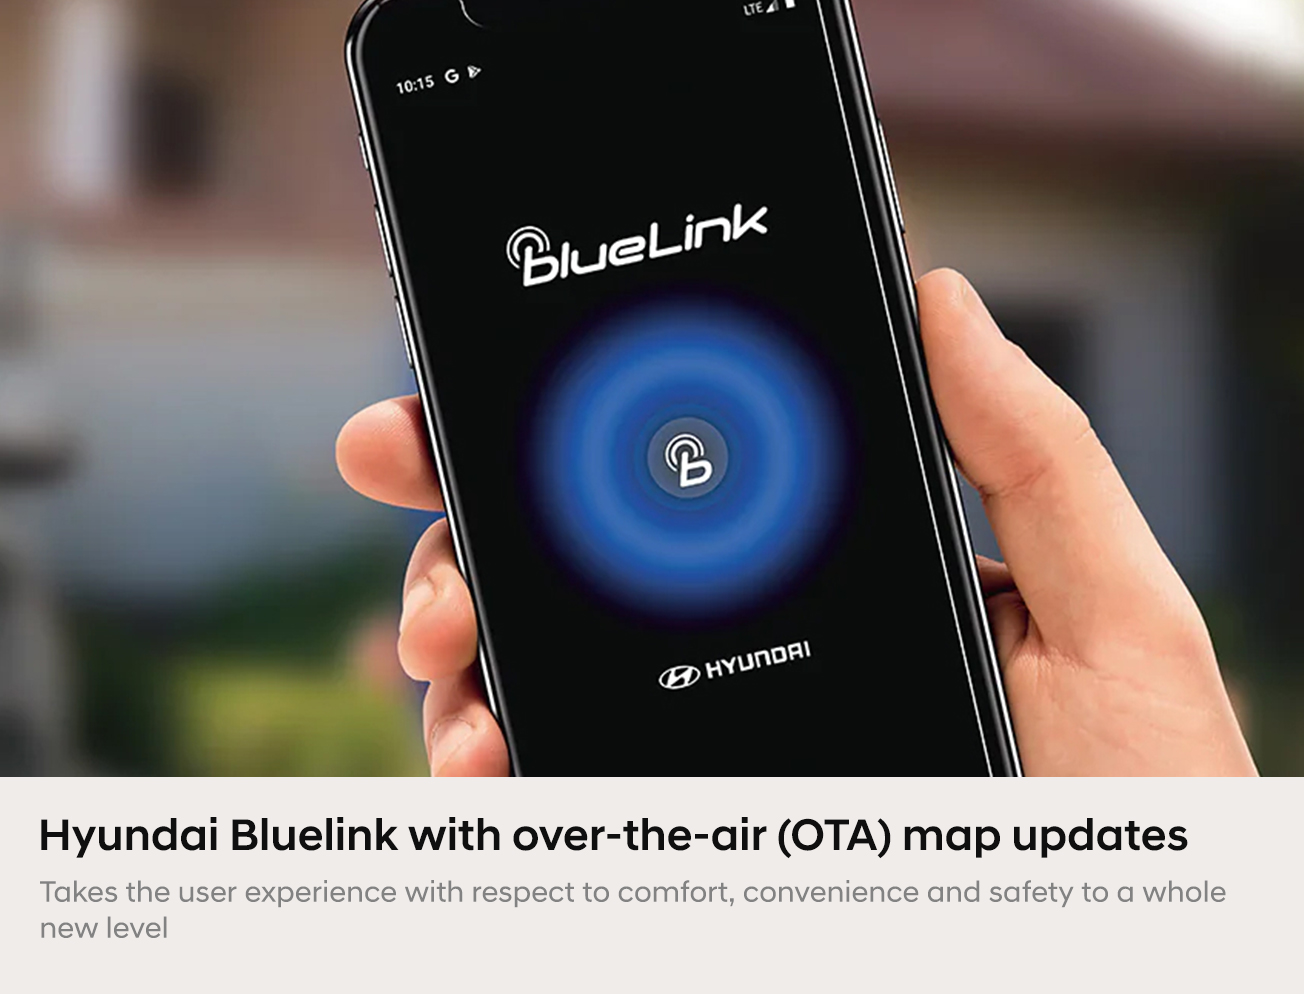 LTE
10:15 G
blueLink
b
HYUNDAI
Hyundai Bluelink with over-the-air (OTA) map updates
Takes the user experience with respect to comfort, convenience and safety to a whole
new level